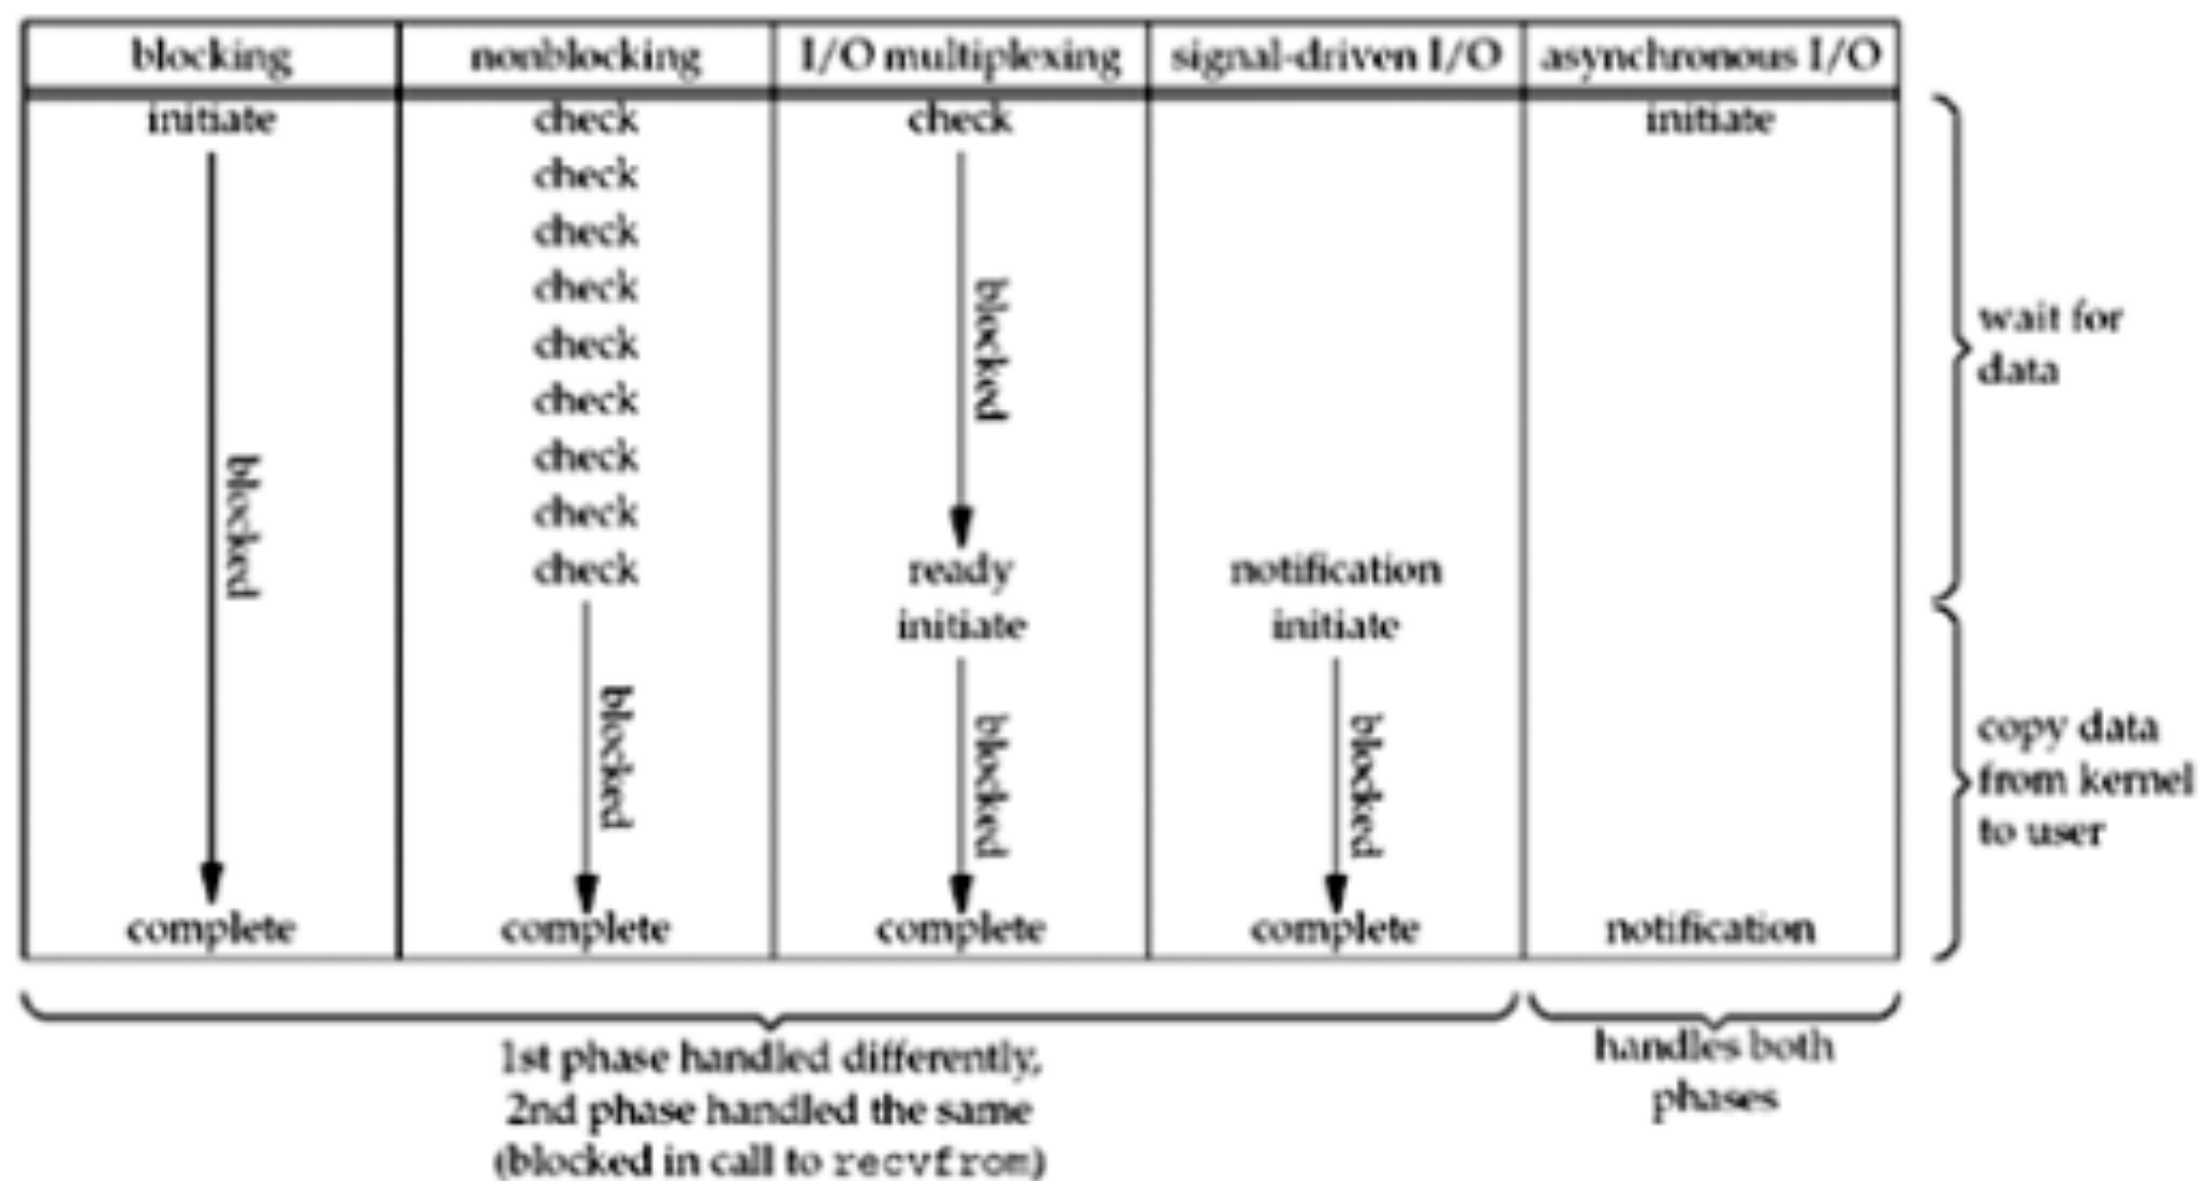 blocking nonblocking I/O multiplexing signal-driven I/O asynchronous I/O
initiate check check initiate
check
check
check
check
check
check
check
check ready notification
initiate initiate
blocked
blocked
blocked
blocked
blocked
complete complete complete complete notification
wait for
data
copy data
from kernel
to user
1st phase handled differently,
2nd phase handled the same
(blocked in call to recvfrom)
handles both
phases